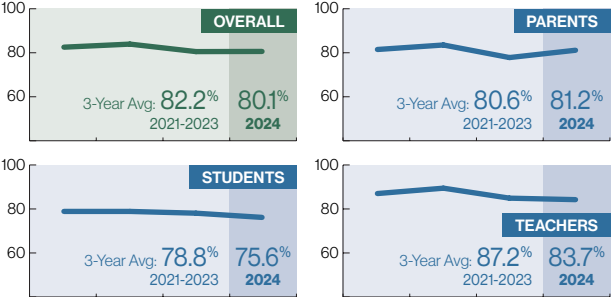 OVERALL
100
80
60
3-Year Avg: 82.2% 80.1%
2021-2023 2024
PARENTS
100
80
60
3-Year Avg: 80.6% 81.2%
2021-2023 2024
STUDENTS
100
80
60
3-Year Avg: 78.8% 75.6%
2021-2023 2024
100
80
TEACHERS
60
3-Year Avg: 87.2% 83.7%
2021-2023 2024